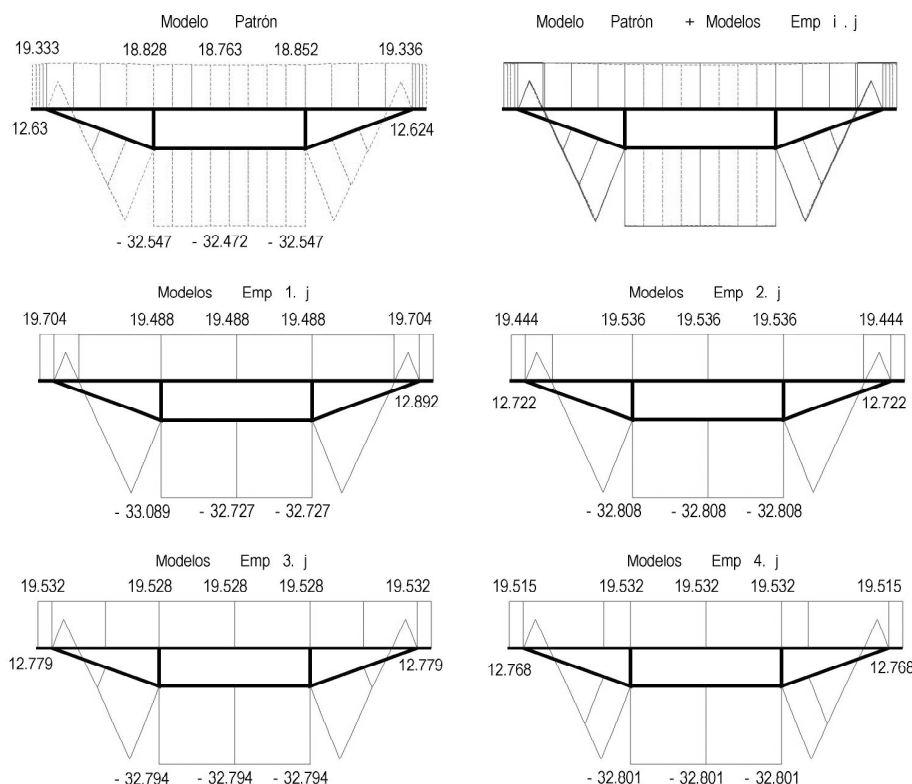 Modelo Patrón
19.333 18.828 18.763 18.852 19.336
12.63 12.624
- 32.547 - 32.472 - 32.547
Modelo Patrón + Modelos Emp i . j
Modelos Emp 1. j
19.704 19.488 19.488 19.488 19.704
12.892
- 33.089 - 32.727 - 32.727
Modelos Emp 2. j
19.444 19.536 19.536 19.536 19.444
12.722 12.722
- 32.808 - 32.808 - 32.808
Modelos Emp 3. j
19.532 19.528 19.528 19.528 19.532
12.779 12.779
- 32.794 - 32.794 - 32.794
Modelos Emp 4. j
19.515 19.532 19.532 19.532 19.515
12.768 12.768
- 32.801 - 32.801 - 32.801